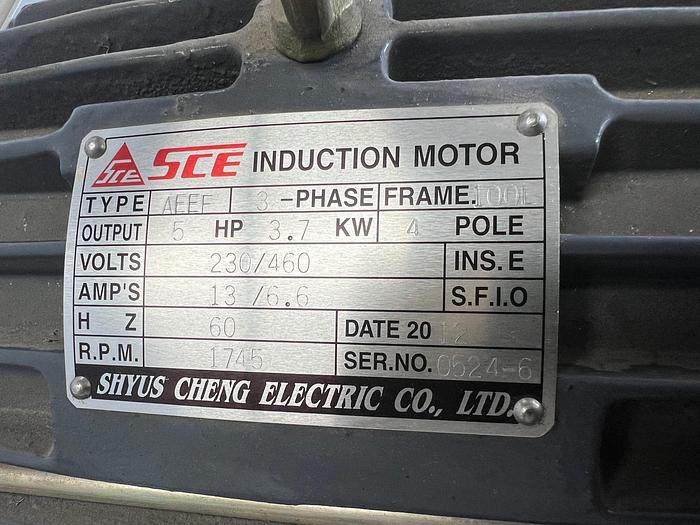 SCE SCE INDUCTION MOTOR
TYPE AEEF 3 -PHASE FRAME. 100L
OUTPUT 5 HP 3.7 KW 4 POLE
VOLTS 230/460 INS. E
AMP'S 13 /6.6 S.F.I.O
H Z 60 DATE 20 12
R.P.M. 1745 SER.NO. 0524-6
SHYUS CHENG ELECTRIC CO., LTD.